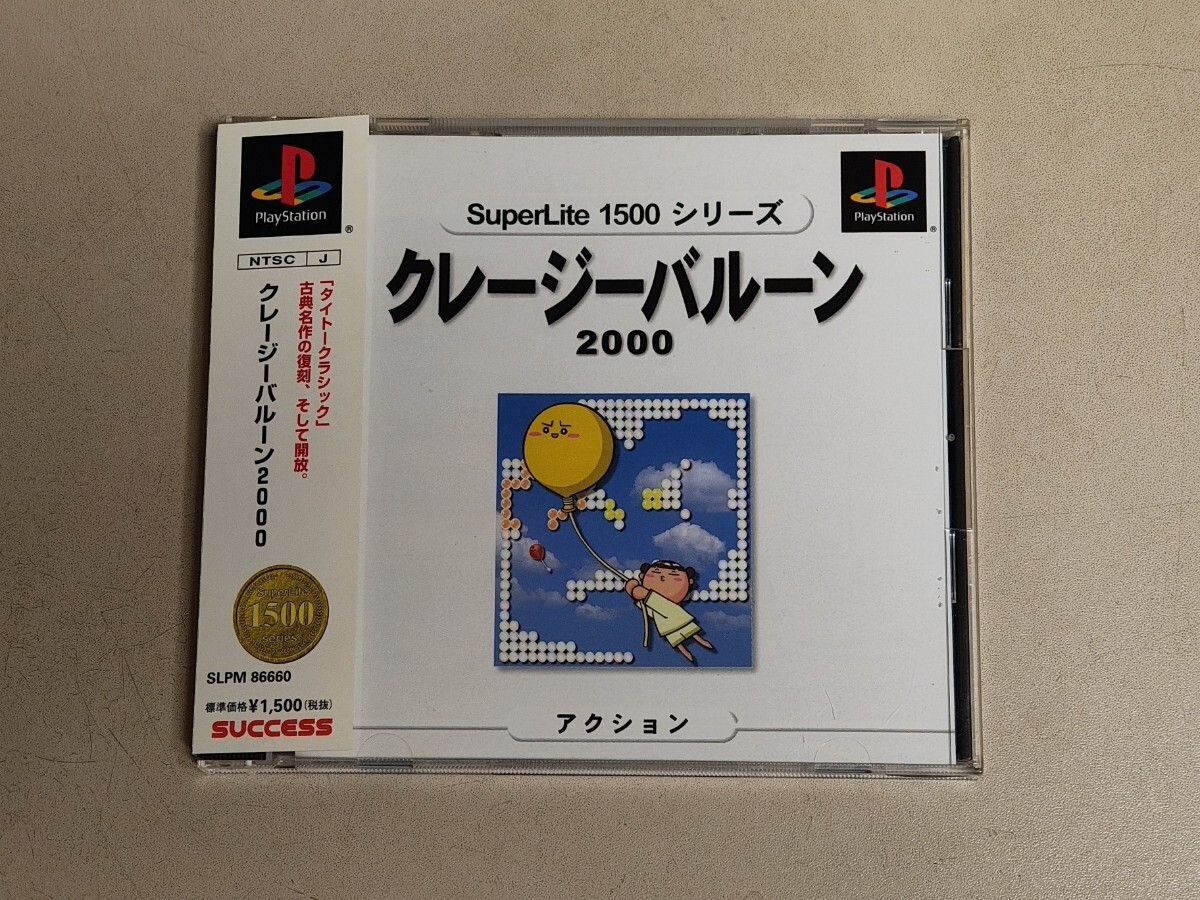 PlayStation
®
NTSC J
「タイトークラシック」
古典名作の復刻、そして開放。
クレージーバルーン2000
SuperLite
1500
series
SLPM 86660
標準価格¥1,500(税抜)
SUCCESS
SuperLite 1500 シリーズ
PlayStation
®
クレージーバルーン
2000
アクション